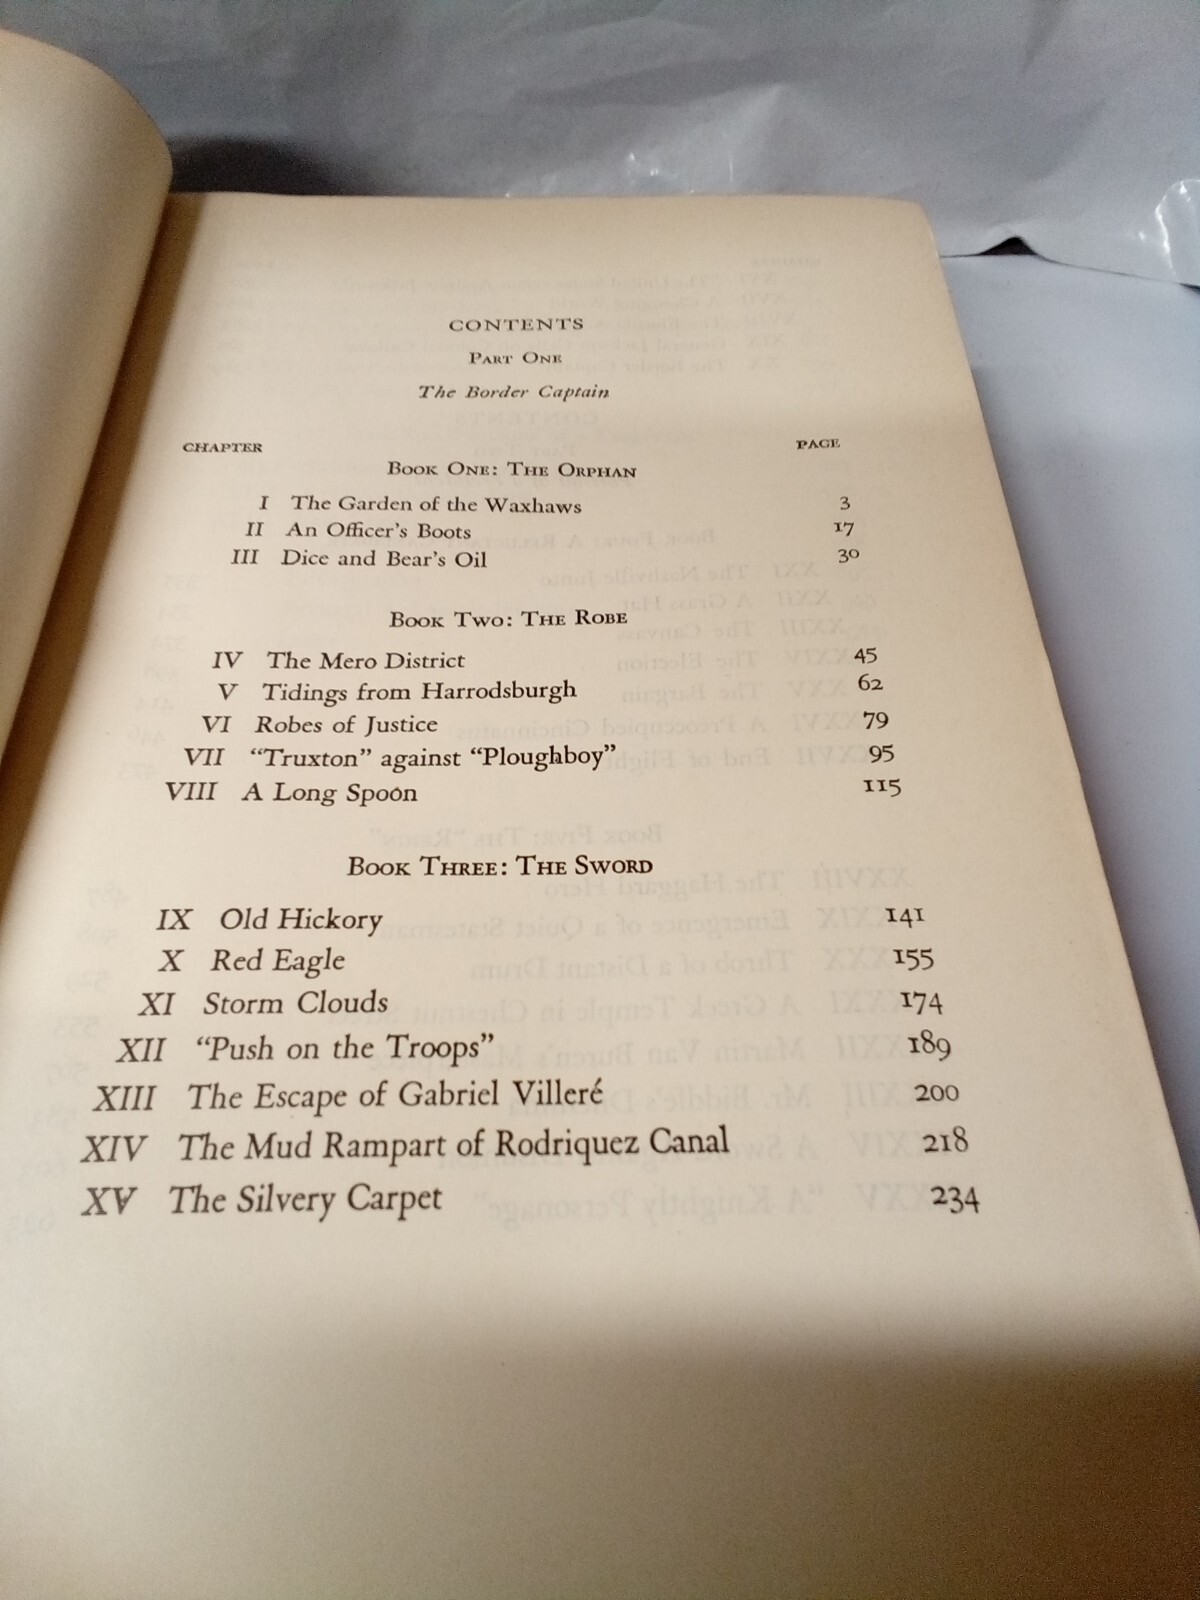 CONTENTS
PART ONE
The Border Captain
CHAPTER PAGE
BOOK ONE: THE ORPHAN
I The Garden of the Waxhaws 3
II An Officer's Boots 17
III Dice and Bear's Oil 30
BOOK TWO: THE ROBE
IV The Mero District 45
V Tidings from Harrodsburgh 62
VI Robes of Justice 79
VII "Truxton" against "Ploughboy" 95
VIII A Long Spoon 115
BOOK THREE: THE SWORD
IX Old Hickory 141
X Red Eagle 155
XI Storm Clouds 174
XII "Push on the Troops" 189
XIII The Escape of Gabriel Villeré 200
XIV The Mud Rampart of Rodriquez Canal 218
XV The Silvery Carpet 234